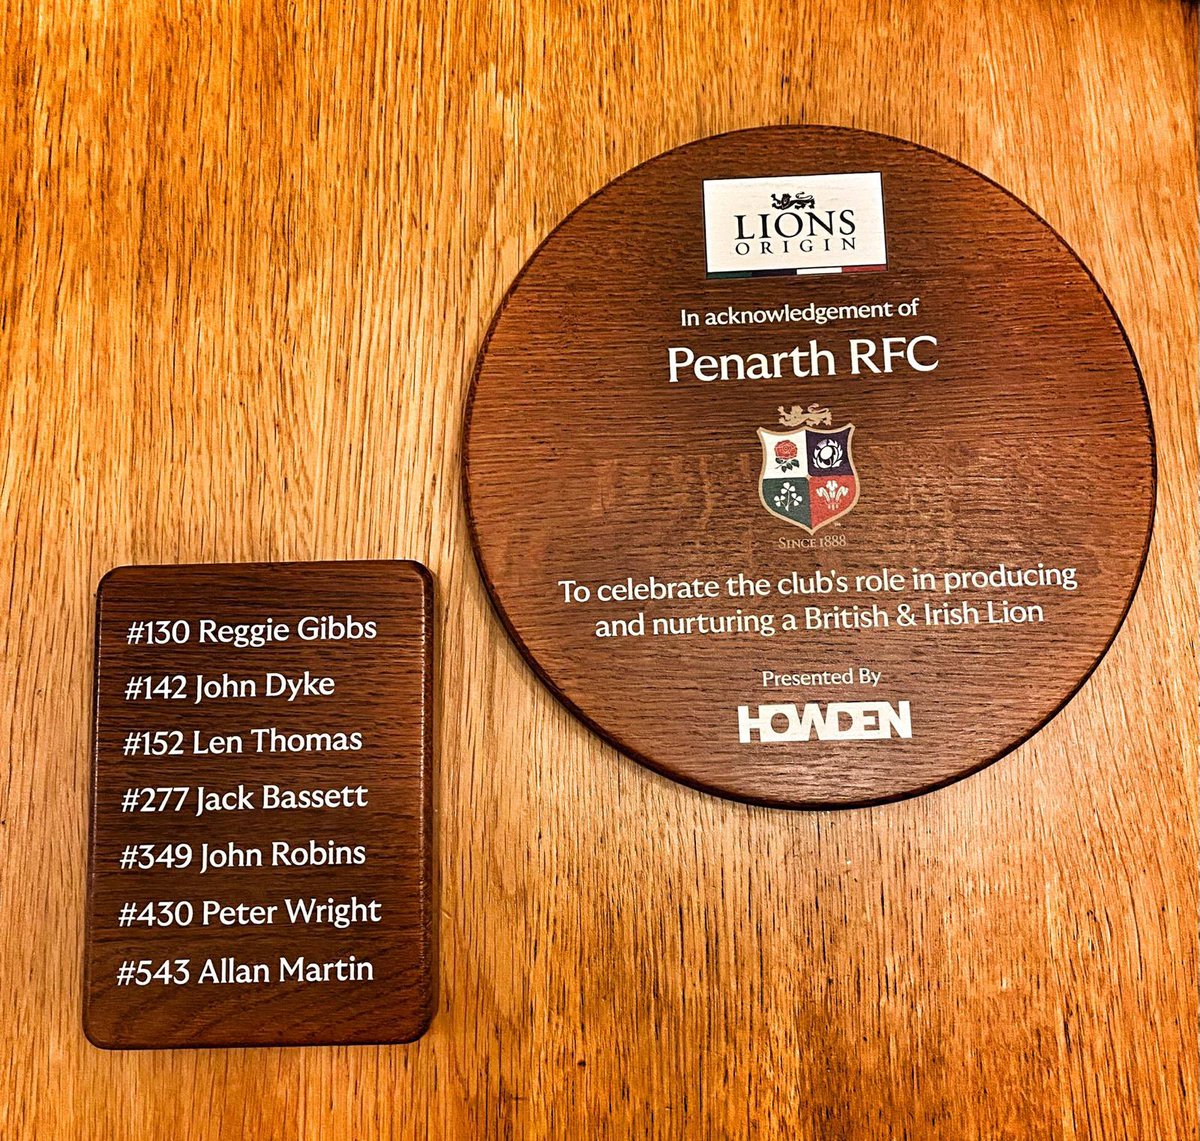 LIONS
ORIGIN
In acknowledgement of
Penarth RFC
SINCE 1888
To celebrate the club's role in producing
and nurturing a British & Irish Lion
Presented By
HOWDEN
#130 Reggie Gibbs
#142 John Dyke
#152 Len Thomas
#277 Jack Bassett
#349 John Robins
#430 Peter Wright
#543 Allan Martin